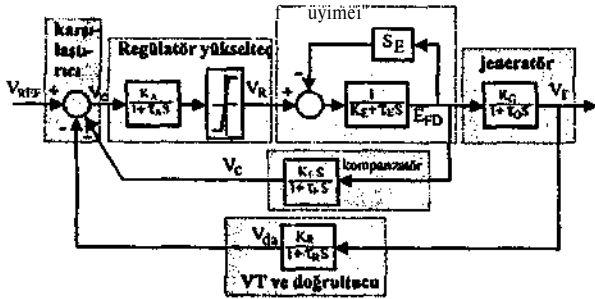 üyimei
karşı-
laştı-
rıcı
Regülatör yükselteç
S_E
jeneratör
V_REF
+
-
V_e
K_A
1+τ_A S
V_R
+
-
1
K_E+τ_E S
E_FD
K_G
1+τ_G S
V_t
V_C
K_F S
1+τ_F S
kompanzatör
V_da
K_R
1+τ_R S
VT ve doğrultucu